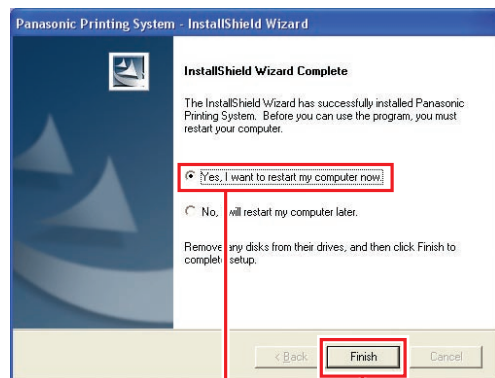 Panasonic Printing System - InstallShield Wizard
InstallShield Wizard Complete
The InstallShield Wizard has successfully installed Panasonic
Printing System. Before you can use the program, you must
restart your computer.
Yes, I want to restart my computer now.
No, I will restart my computer later.
Remove any disks from their drives, and then click Finish to
complete setup.
< Back Finish Cancel